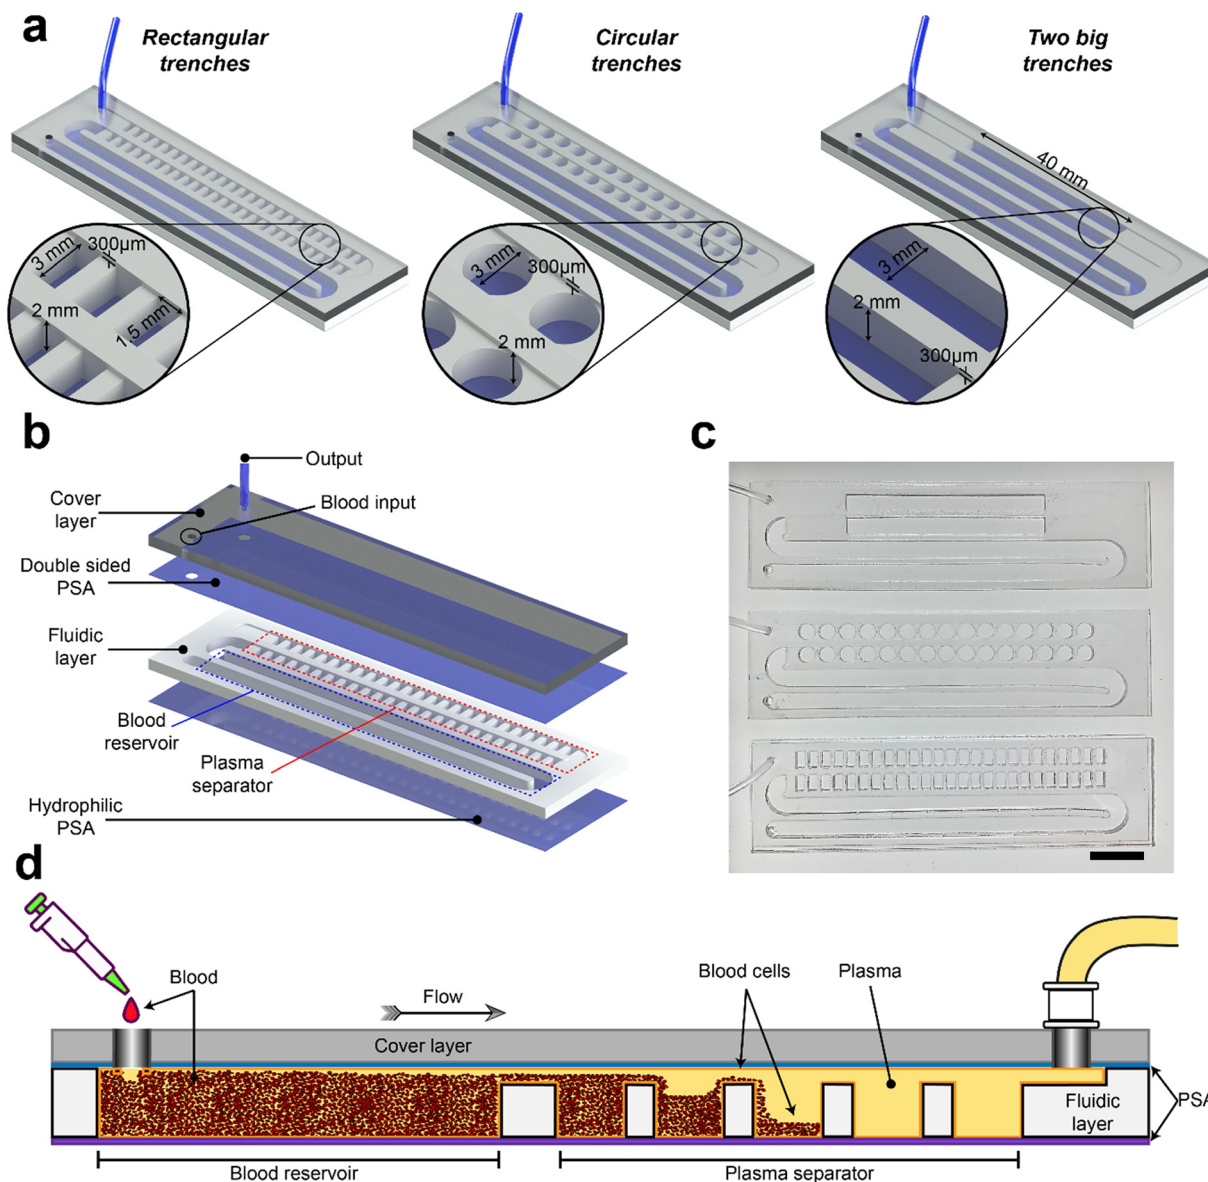 a
Rectangular
trenches
Circular
trenches
Two big
trenches
40 mm
3 mm
300µm
2 mm
1.5 mm
3 mm
300µm
2 mm
3 mm
2 mm
300µm
b
Output
Cover
layer
Blood input
Double sided
PSA
Fluidic
layer
Blood
reservoir
Plasma
separator
Hydrophilic
PSA
c
d
Blood
Flow
Blood cells
Plasma
Cover layer
PSA
Fluidic
layer
Blood reservoir
Plasma separator